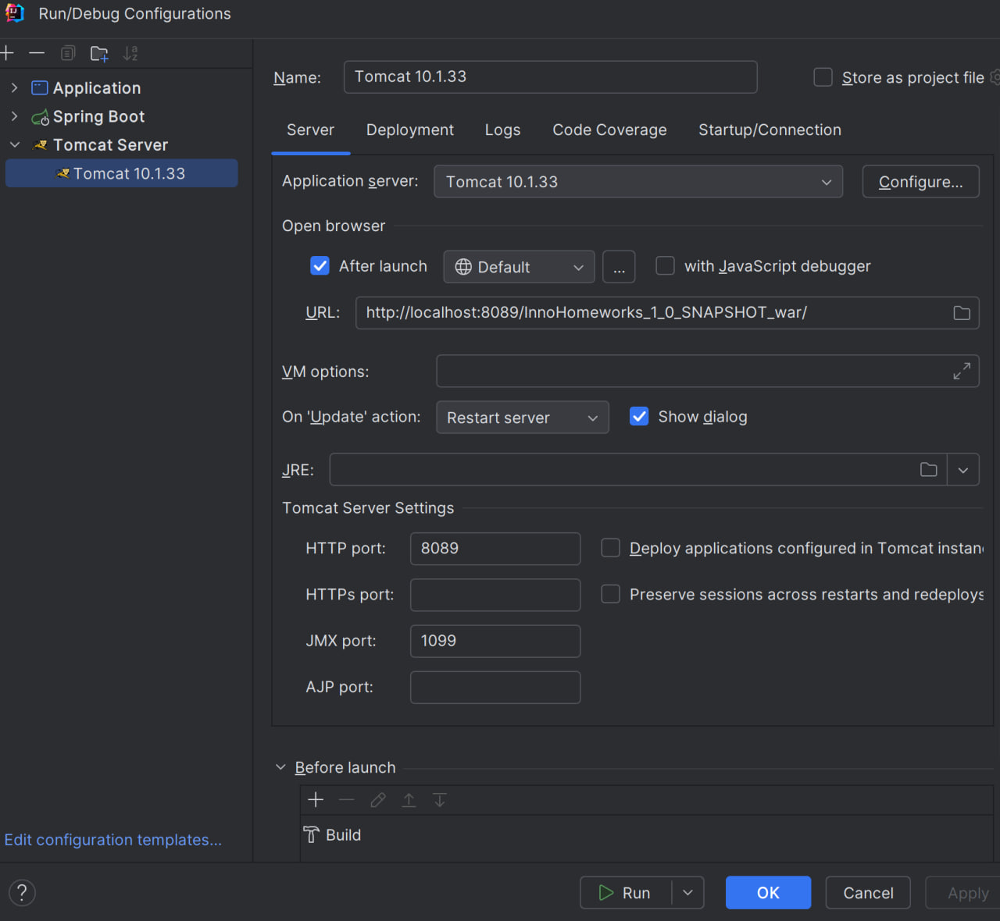 Run/Debug Configurations
Application
Spring Boot
Tomcat Server
Tomcat 10.1.33
Edit configuration templates...
Name: Tomcat 10.1.33 Store as project file
Server Deployment Logs Code Coverage Startup/Connection
Application server: Tomcat 10.1.33 Configure...
Open browser
After launch Default ... with JavaScript debugger
URL: http://localhost:8089/InnoHomeworks_1_0_SNAPSHOT_war/
VM options:
On 'Update' action: Restart server Show dialog
JRE:
Tomcat Server Settings
HTTP port: 8089 Deploy applications configured in Tomcat instan
HTTPs port: Preserve sessions across restarts and redeploys
JMX port: 1099
AJP port:
Before launch
Build
? Run OK Cancel Apply